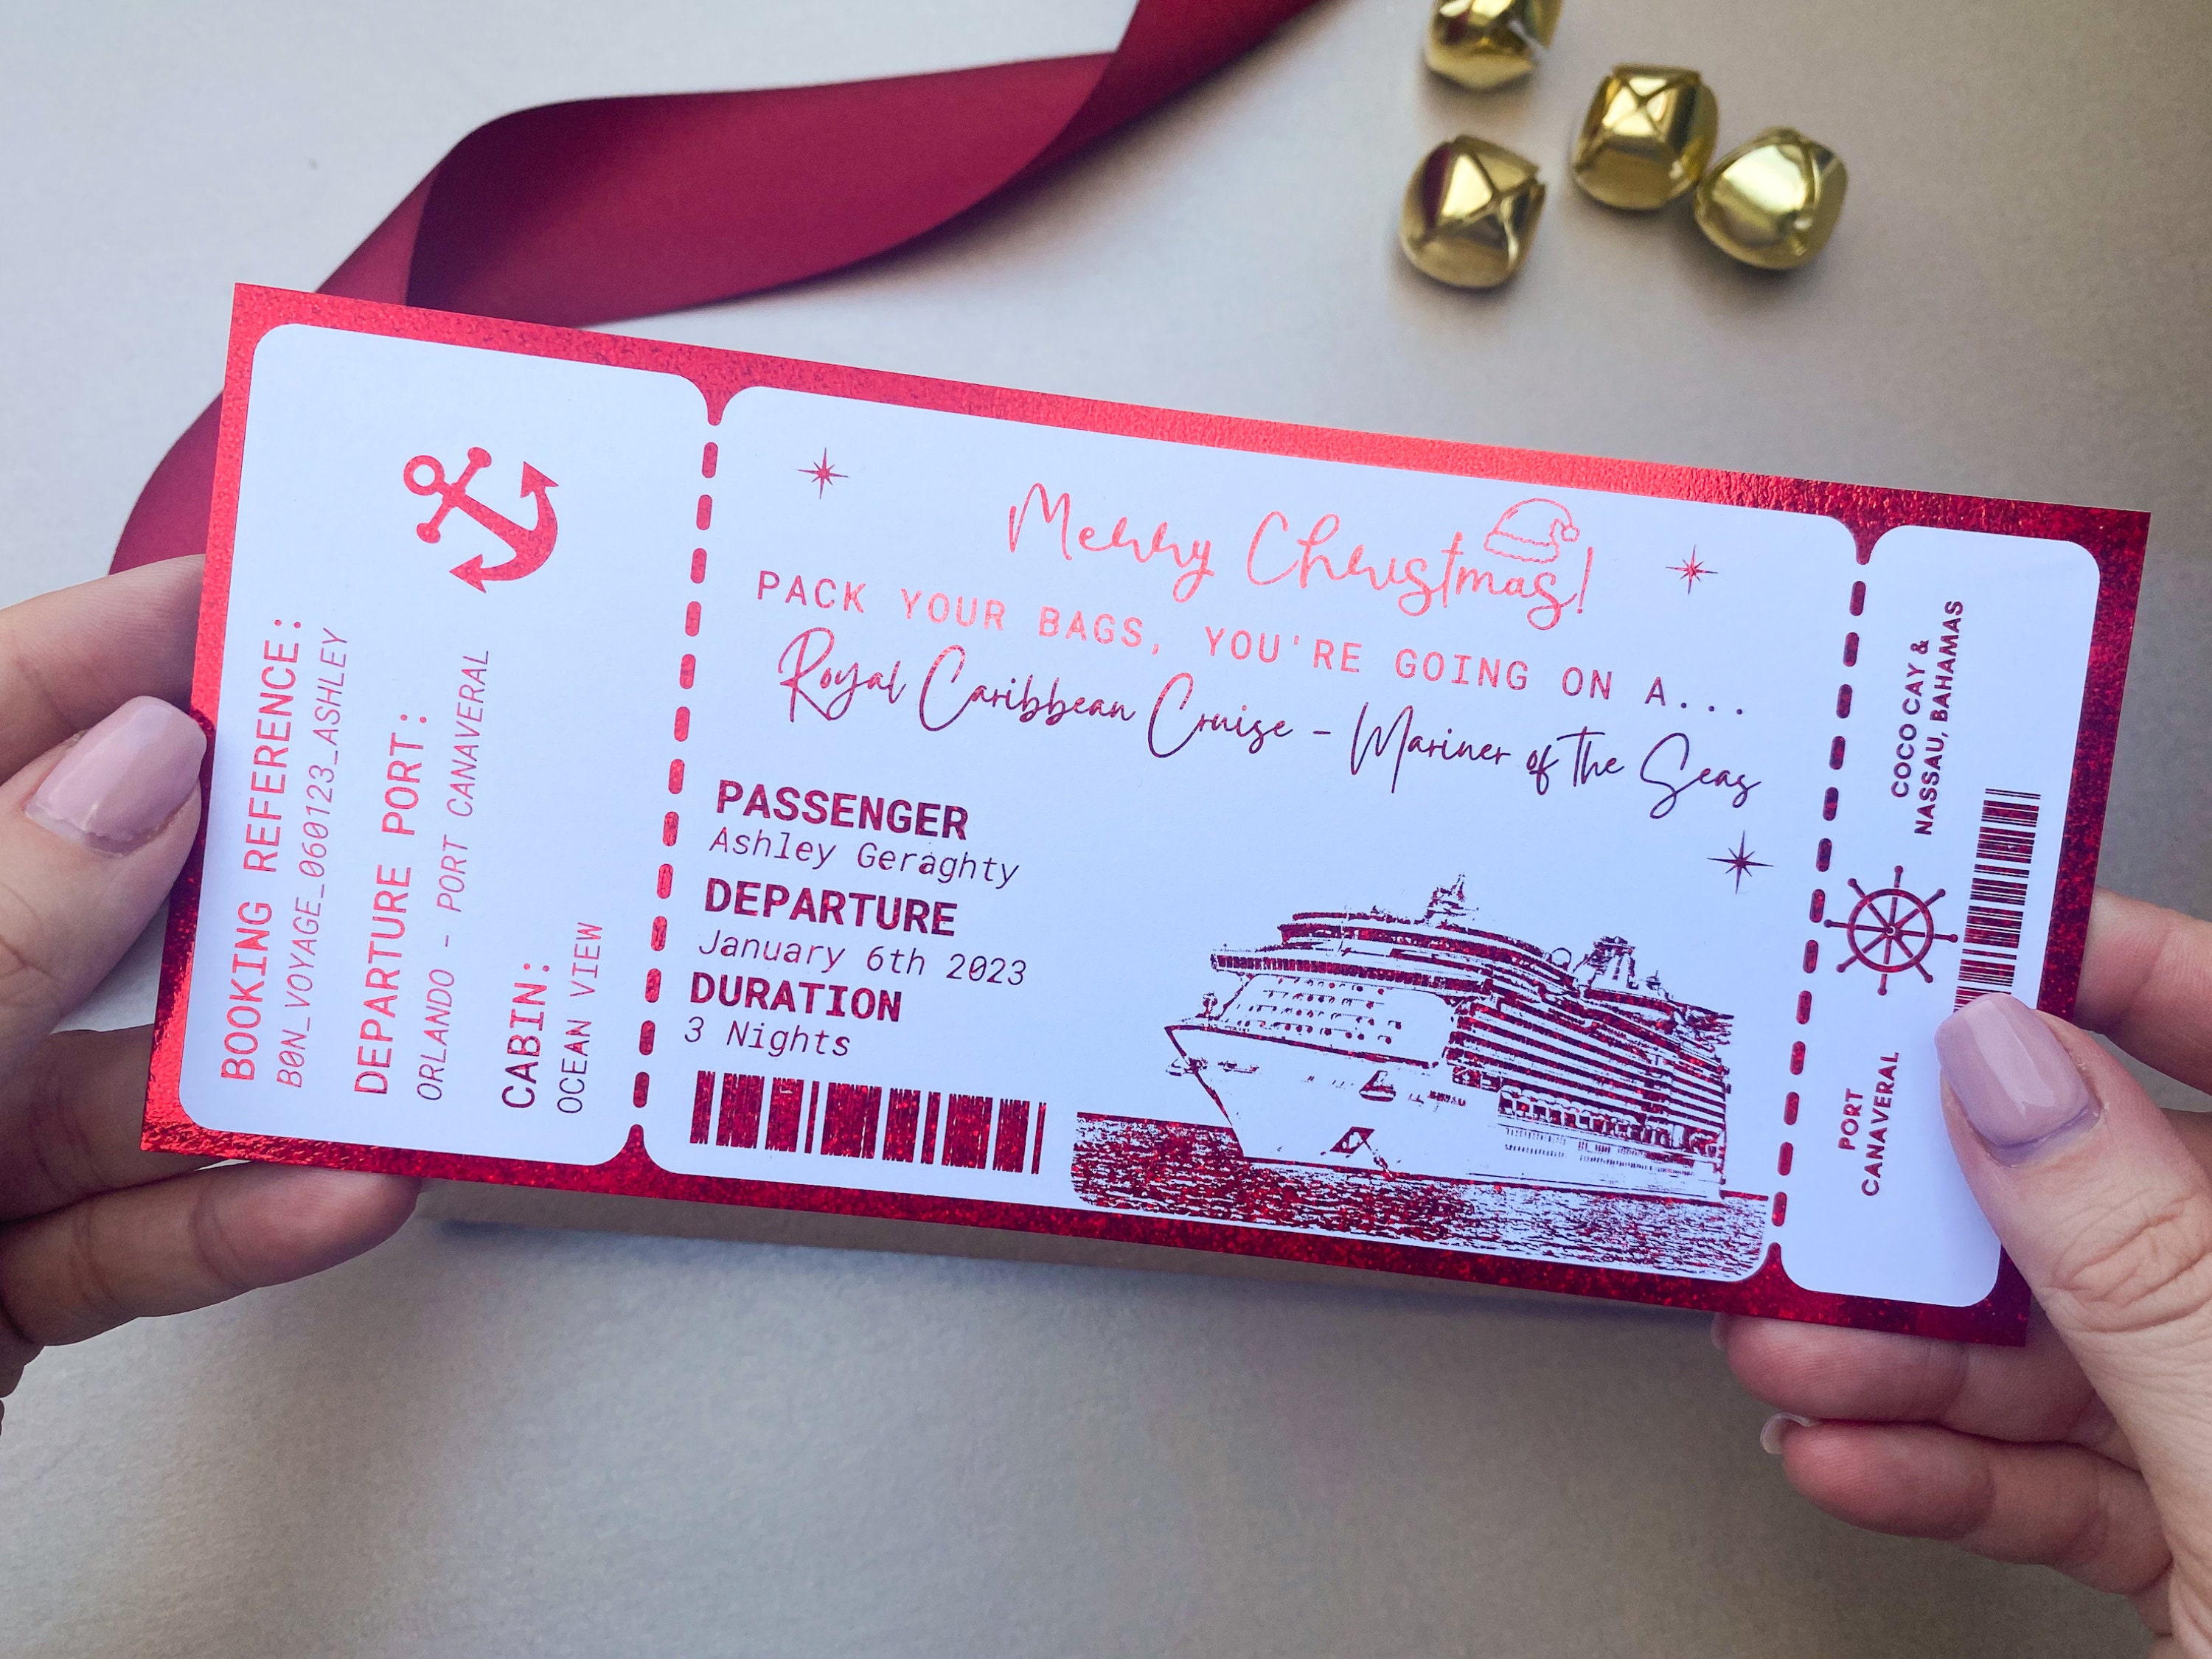 BOOKING REFERENCE:
BON_VOYAGE_060123_ASHLEY
DEPARTURE PORT:
ORLANDO - PORT CANAVERAL
CABIN:
OCEAN VIEW
Merry Christmas!
PACK YOUR BAGS, YOU'RE GOING ON A...
Royal Caribbean Cruise - Mariner of the Seas
PASSENGER
Ashley Geraghty
DEPARTURE
January 6th 2023
DURATION
3 Nights
COCO CAY &
NASSAU, BAHAMAS
PORT
CANAVERAL